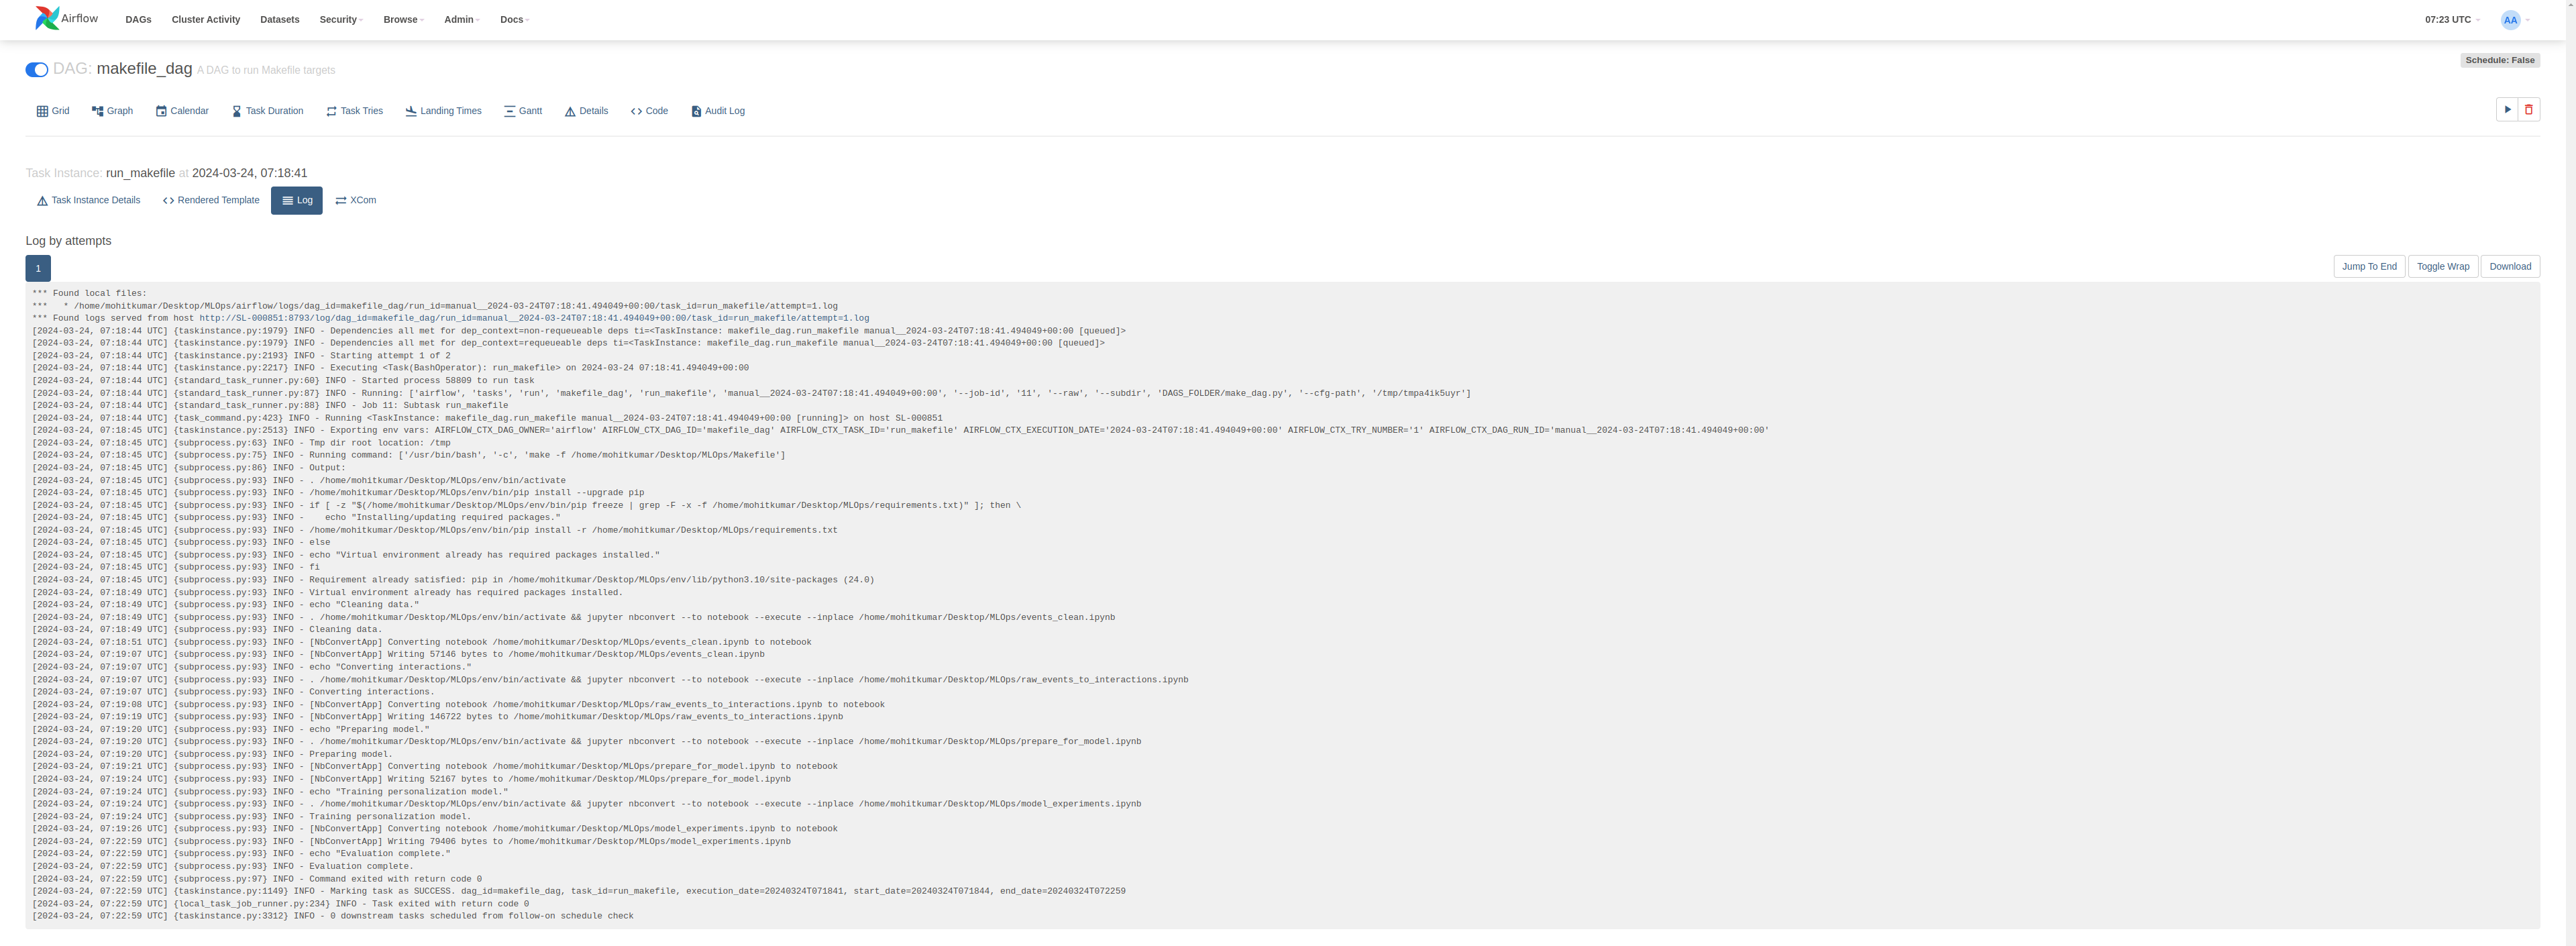 Airflow DAGs Cluster Activity Datasets Security Browse Admin Docs 07:23 UTC AA
DAG: makefile_dag A DAG to run Makefile targets Schedule: False
Grid Graph Calendar Task Duration Task Tries Landing Times Gantt Details Code Audit Log
Task Instance: run_makefile at 2024-03-24, 07:18:41
Task Instance Details Rendered Template Log XCom
Log by attempts
1 Jump To End Toggle Wrap Download
*** Found local files:
***   * /home/mohitkumar/Desktop/MLOps/airflow/logs/dag_id=makefile_dag/run_id=manual__2024-03-24T07:18:41.494049+00:00/task_id=run_makefile/attempt=1.log
*** Found logs served from host http://SL-000851:8793/log/dag_id=makefile_dag/run_id=manual__2024-03-24T07:18:41.494049+00:00/task_id=run_makefile/attempt=1.log
[2024-03-24, 07:18:44 UTC] {taskinstance.py:1979} INFO - Dependencies all met for dep_context=non-requeueable deps ti=<TaskInstance: makefile_dag.run_makefile manual__2024-03-24T07:18:41.494049+00:00 [queued]>
[2024-03-24, 07:18:44 UTC] {taskinstance.py:1979} INFO - Dependencies all met for dep_context=requeueable deps ti=<TaskInstance: makefile_dag.run_makefile manual__2024-03-24T07:18:41.494049+00:00 [queued]>
[2024-03-24, 07:18:44 UTC] {taskinstance.py:2193} INFO - Starting attempt 1 of 2
[2024-03-24, 07:18:44 UTC] {taskinstance.py:2217} INFO - Executing <Task(BashOperator): run_makefile> on 2024-03-24 07:18:41.494049+00:00
[2024-03-24, 07:18:44 UTC] {standard_task_runner.py:60} INFO - Started process 58809 to run task
[2024-03-24, 07:18:44 UTC] {standard_task_runner.py:87} INFO - Running: ['airflow', 'tasks', 'run', 'makefile_dag', 'run_makefile', 'manual__2024-03-24T07:18:41.494049+00:00', '--job-id', '11', '--raw', '--subdir', 'DAGS_FOLDER/make_dag.py', '--cfg-path', '/tmp/tmpa4ik5uyr']
[2024-03-24, 07:18:44 UTC] {standard_task_runner.py:88} INFO - Job 11: Subtask run_makefile
[2024-03-24, 07:18:44 UTC] {task_command.py:423} INFO - Running <TaskInstance: makefile_dag.run_makefile manual__2024-03-24T07:18:41.494049+00:00 [running]> on host SL-000851
[2024-03-24, 07:18:45 UTC] {taskinstance.py:2513} INFO - Exporting env vars: AIRFLOW_CTX_DAG_OWNER='airflow' AIRFLOW_CTX_DAG_ID='makefile_dag' AIRFLOW_CTX_TASK_ID='run_makefile' AIRFLOW_CTX_EXECUTION_DATE='2024-03-24T07:18:41.494049+00:00' AIRFLOW_CTX_TRY_NUMBER='1' AIRFLOW_CTX_DAG_RUN_ID='manual__2024-03-24T07:18:41.494049+00:00'
[2024-03-24, 07:18:45 UTC] {subprocess.py:63} INFO - Tmp dir root location: /tmp
[2024-03-24, 07:18:45 UTC] {subprocess.py:75} INFO - Running command: ['/usr/bin/bash', '-c', 'make -f /home/mohitkumar/Desktop/MLOps/Makefile']
[2024-03-24, 07:18:45 UTC] {subprocess.py:86} INFO - Output:
[2024-03-24, 07:18:45 UTC] {subprocess.py:93} INFO - . /home/mohitkumar/Desktop/MLOps/env/bin/activate
[2024-03-24, 07:18:45 UTC] {subprocess.py:93} INFO - /home/mohitkumar/Desktop/MLOps/env/bin/pip install --upgrade pip
[2024-03-24, 07:18:45 UTC] {subprocess.py:93} INFO - if [ -z "$(/home/mohitkumar/Desktop/MLOps/env/bin/pip freeze | grep -F -x -f /home/mohitkumar/Desktop/MLOps/requirements.txt)" ]; then \
[2024-03-24, 07:18:45 UTC] {subprocess.py:93} INFO -    echo "Installing/updating required packages."
[2024-03-24, 07:18:45 UTC] {subprocess.py:93} INFO - /home/mohitkumar/Desktop/MLOps/env/bin/pip install -r /home/mohitkumar/Desktop/MLOps/requirements.txt
[2024-03-24, 07:18:45 UTC] {subprocess.py:93} INFO - else
[2024-03-24, 07:18:45 UTC] {subprocess.py:93} INFO - echo "Virtual environment already has required packages installed."
[2024-03-24, 07:18:45 UTC] {subprocess.py:93} INFO - fi
[2024-03-24, 07:18:45 UTC] {subprocess.py:93} INFO - Requirement already satisfied: pip in /home/mohitkumar/Desktop/MLOps/env/lib/python3.10/site-packages (24.0)
[2024-03-24, 07:18:49 UTC] {subprocess.py:93} INFO - Virtual environment already has required packages installed.
[2024-03-24, 07:18:49 UTC] {subprocess.py:93} INFO - echo "Cleaning data."
[2024-03-24, 07:18:49 UTC] {subprocess.py:93} INFO - . /home/mohitkumar/Desktop/MLOps/env/bin/activate && jupyter nbconvert --to notebook --execute --inplace /home/mohitkumar/Desktop/MLOps/events_clean.ipynb
[2024-03-24, 07:18:49 UTC] {subprocess.py:93} INFO - Cleaning data.
[2024-03-24, 07:18:51 UTC] {subprocess.py:93} INFO - [NbConvertApp] Converting notebook /home/mohitkumar/Desktop/MLOps/events_clean.ipynb to notebook
[2024-03-24, 07:19:07 UTC] {subprocess.py:93} INFO - [NbConvertApp] Writing 57146 bytes to /home/mohitkumar/Desktop/MLOps/events_clean.ipynb
[2024-03-24, 07:19:07 UTC] {subprocess.py:93} INFO - echo "Converting interactions."
[2024-03-24, 07:19:07 UTC] {subprocess.py:93} INFO - . /home/mohitkumar/Desktop/MLOps/env/bin/activate && jupyter nbconvert --to notebook --execute --inplace /home/mohitkumar/Desktop/MLOps/raw_events_to_interactions.ipynb
[2024-03-24, 07:19:07 UTC] {subprocess.py:93} INFO - Converting interactions.
[2024-03-24, 07:19:08 UTC] {subprocess.py:93} INFO - [NbConvertApp] Converting notebook /home/mohitkumar/Desktop/MLOps/raw_events_to_interactions.ipynb to notebook
[2024-03-24, 07:19:19 UTC] {subprocess.py:93} INFO - [NbConvertApp] Writing 146722 bytes to /home/mohitkumar/Desktop/MLOps/raw_events_to_interactions.ipynb
[2024-03-24, 07:19:20 UTC] {subprocess.py:93} INFO - echo "Preparing model."
[2024-03-24, 07:19:20 UTC] {subprocess.py:93} INFO - . /home/mohitkumar/Desktop/MLOps/env/bin/activate && jupyter nbconvert --to notebook --execute --inplace /home/mohitkumar/Desktop/MLOps/prepare_for_model.ipynb
[2024-03-24, 07:19:20 UTC] {subprocess.py:93} INFO - Preparing model.
[2024-03-24, 07:19:21 UTC] {subprocess.py:93} INFO - [NbConvertApp] Converting notebook /home/mohitkumar/Desktop/MLOps/prepare_for_model.ipynb to notebook
[2024-03-24, 07:19:24 UTC] {subprocess.py:93} INFO - [NbConvertApp] Writing 52167 bytes to /home/mohitkumar/Desktop/MLOps/prepare_for_model.ipynb
[2024-03-24, 07:19:24 UTC] {subprocess.py:93} INFO - echo "Training personalization model."
[2024-03-24, 07:19:24 UTC] {subprocess.py:93} INFO - . /home/mohitkumar/Desktop/MLOps/env/bin/activate && jupyter nbconvert --to notebook --execute --inplace /home/mohitkumar/Desktop/MLOps/model_experiments.ipynb
[2024-03-24, 07:19:24 UTC] {subprocess.py:93} INFO - Training personalization model.
[2024-03-24, 07:19:26 UTC] {subprocess.py:93} INFO - [NbConvertApp] Converting notebook /home/mohitkumar/Desktop/MLOps/model_experiments.ipynb to notebook
[2024-03-24, 07:22:59 UTC] {subprocess.py:93} INFO - [NbConvertApp] Writing 79406 bytes to /home/mohitkumar/Desktop/MLOps/model_experiments.ipynb
[2024-03-24, 07:22:59 UTC] {subprocess.py:93} INFO - echo "Evaluation complete."
[2024-03-24, 07:22:59 UTC] {subprocess.py:93} INFO - Evaluation complete.
[2024-03-24, 07:22:59 UTC] {subprocess.py:97} INFO - Command exited with return code 0
[2024-03-24, 07:22:59 UTC] {taskinstance.py:1149} INFO - Marking task as SUCCESS. dag_id=makefile_dag, task_id=run_makefile, execution_date=20240324T071841, start_date=20240324T071844, end_date=20240324T072259
[2024-03-24, 07:22:59 UTC] {local_task_job_runner.py:234} INFO - Task exited with return code 0
[2024-03-24, 07:22:59 UTC] {taskinstance.py:3312} INFO - 0 downstream tasks scheduled from follow-on schedule check